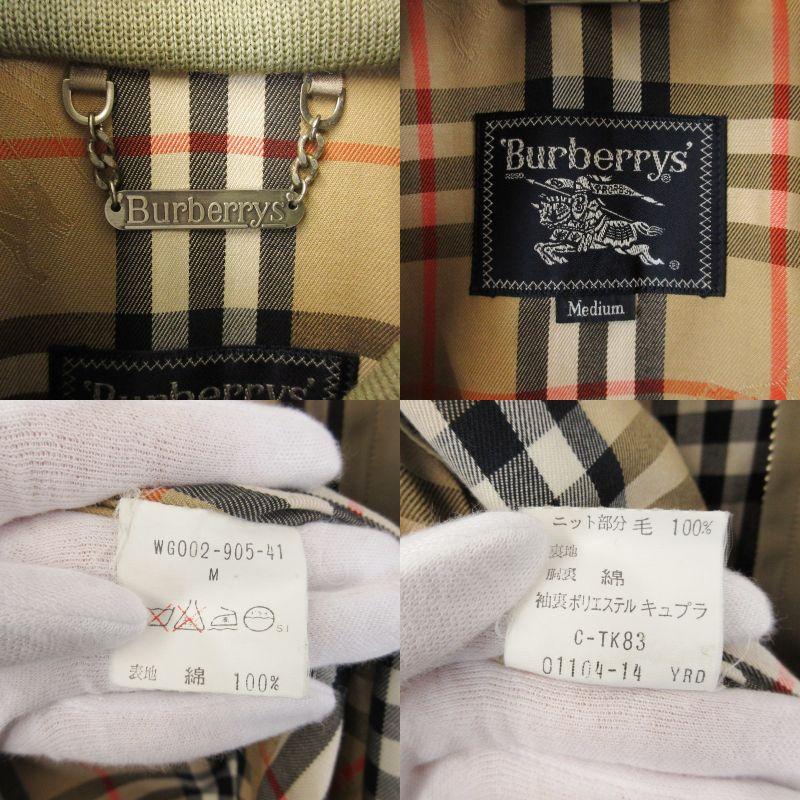 Burberrys
'Burberrys'
'Burberrys'
REGD.
PRORSUM
®
Medium
WG002-905-41
M
SI
表地 綿 100%
ニット部分 毛 100%
裏地
胴裏 綿
袖裏 ポリエステル キュプラ
C-TK83
01104-14 YRD